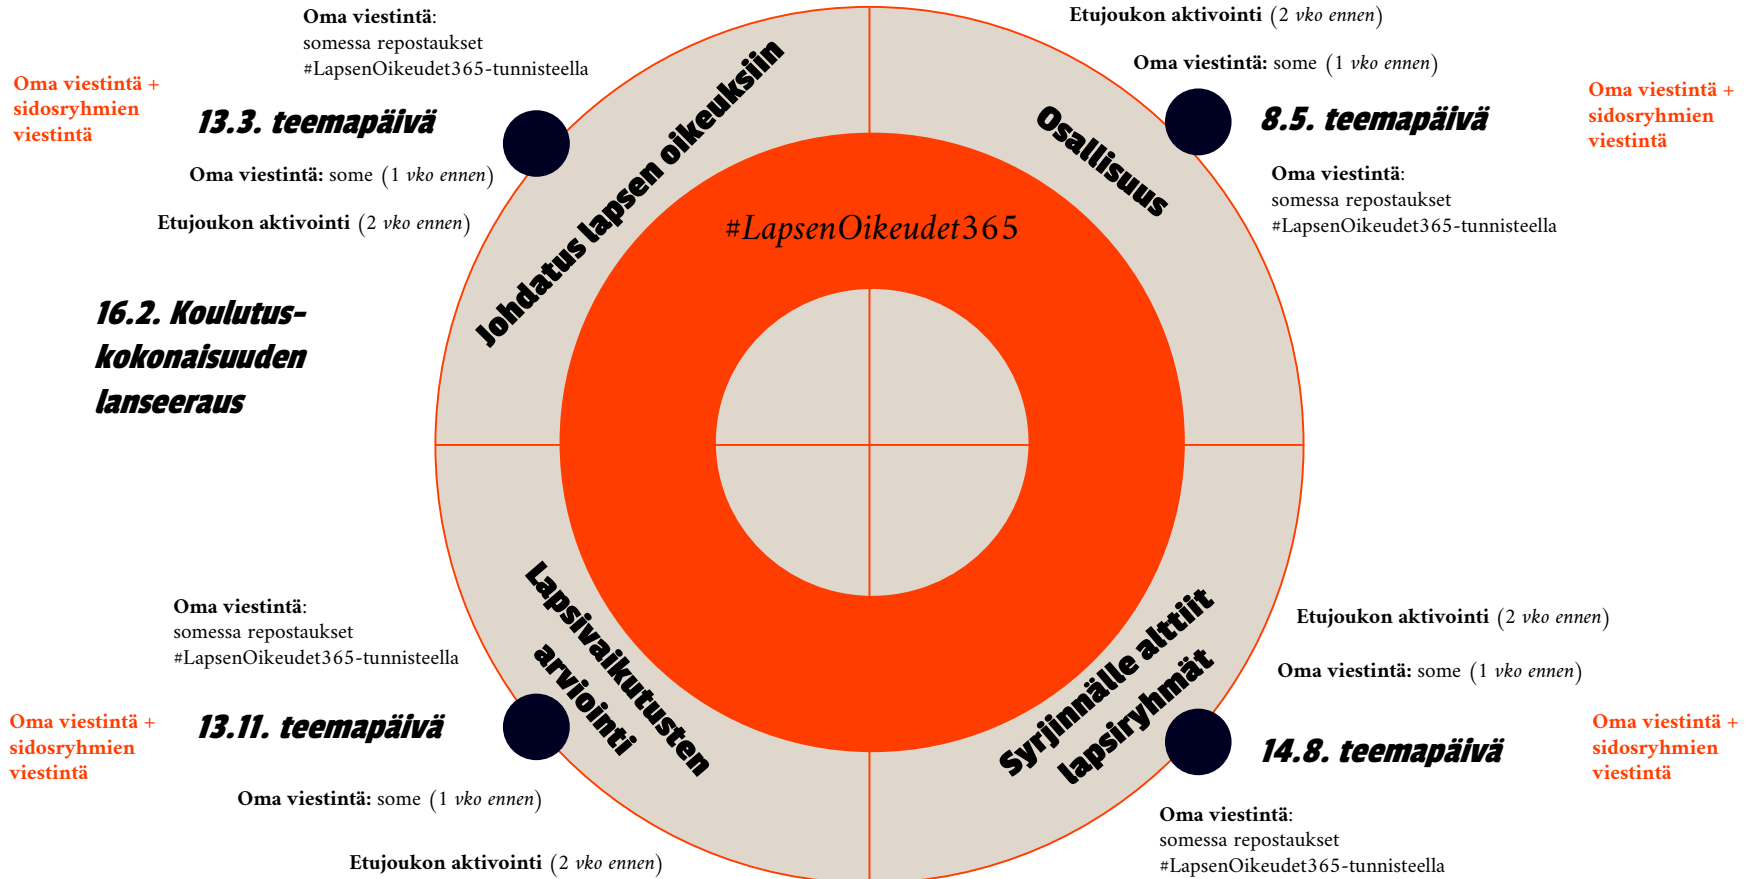 Oma viestintä:
somessa repostaukset
#LapsenOikeudet365-tunnisteella
Oma viestintä +
sidosryhmien
viestintä
13.3. teemapäivä
Oma viestintä: some (1 vko ennen)
Etujoukon aktivointi (2 vko ennen)
16.2. Koulutus-
kokonaisuuden
lanseeraus
Johdatus lapsen oikeuksiin
#LapsenOikeudet365
Osallisuus
Etujoukon aktivointi (2 vko ennen)
Oma viestintä: some (1 vko ennen)
8.5. teemapäivä
Oma viestintä +
sidosryhmien
viestintä
Oma viestintä:
somessa repostaukset
#LapsenOikeudet365-tunnisteella
Syrjinnälle alttiit
lapsiryhmät
Etujoukon aktivointi (2 vko ennen)
Oma viestintä: some (1 vko ennen)
14.8. teemapäivä
Oma viestintä +
sidosryhmien
viestintä
Oma viestintä:
somessa repostaukset
#LapsenOikeudet365-tunnisteella
Lapsivaikutusten
arviointi
Oma viestintä:
somessa repostaukset
#LapsenOikeudet365-tunnisteella
Oma viestintä +
sidosryhmien
viestintä
13.11. teemapäivä
Oma viestintä: some (1 vko ennen)
Etujoukon aktivointi (2 vko ennen)